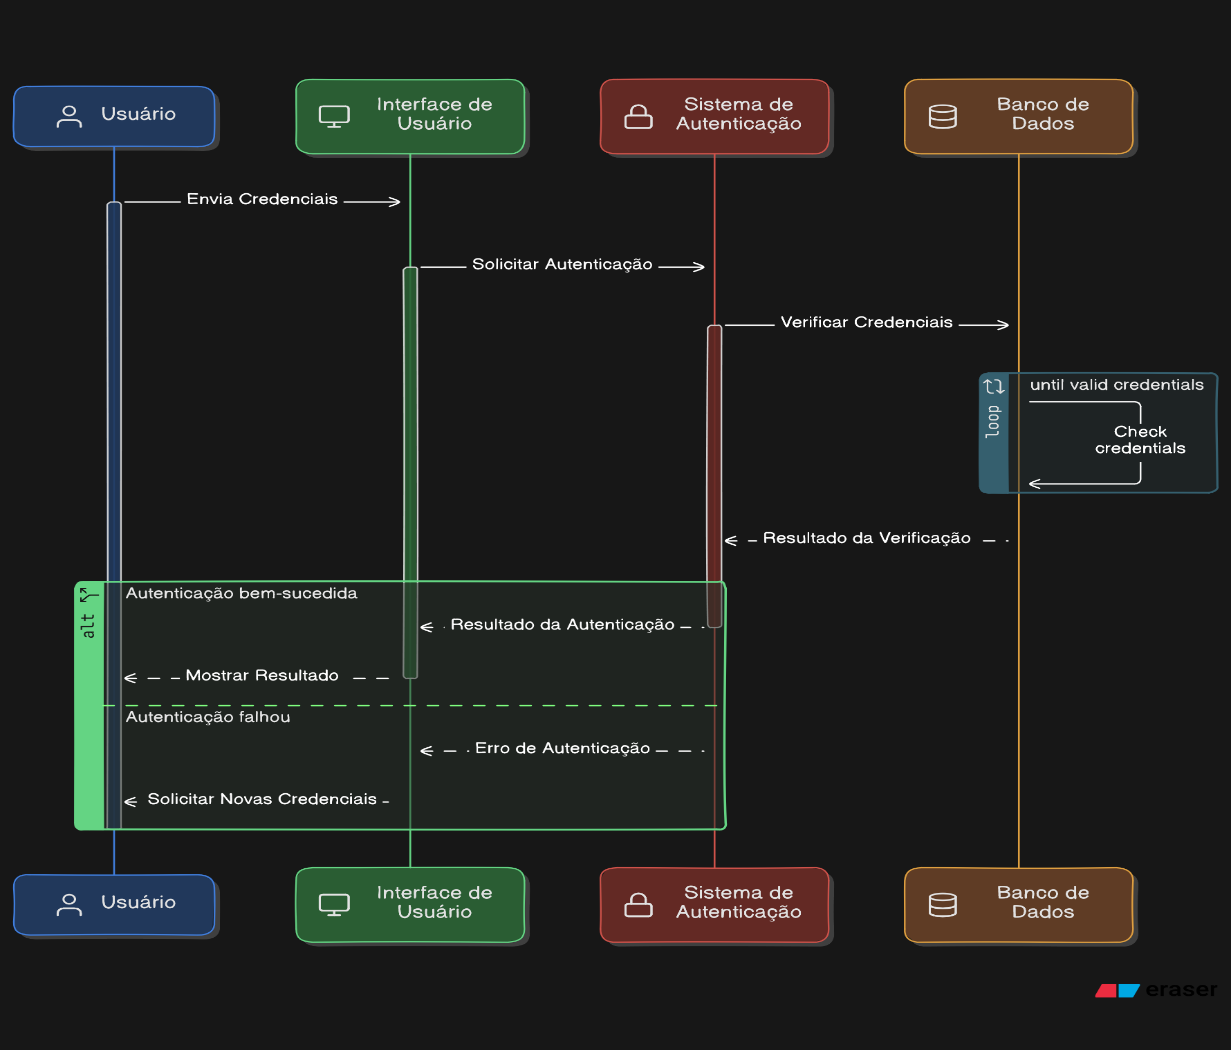 Usuário
Interface de
Usuário
Sistema de
Autenticação
Banco de
Dados
Envia Credenciais
Solicitar Autenticação
Verificar Credenciais
loop
until valid credentials
Check
credentials
Resultado da Verificação
alt
Autenticação bem-sucedida
Resultado da Autenticação
Mostrar Resultado
Autenticação falhou
Erro de Autenticação
Solicitar Novas Credenciais
Usuário
Interface de
Usuário
Sistema de
Autenticação
Banco de
Dados
eraser